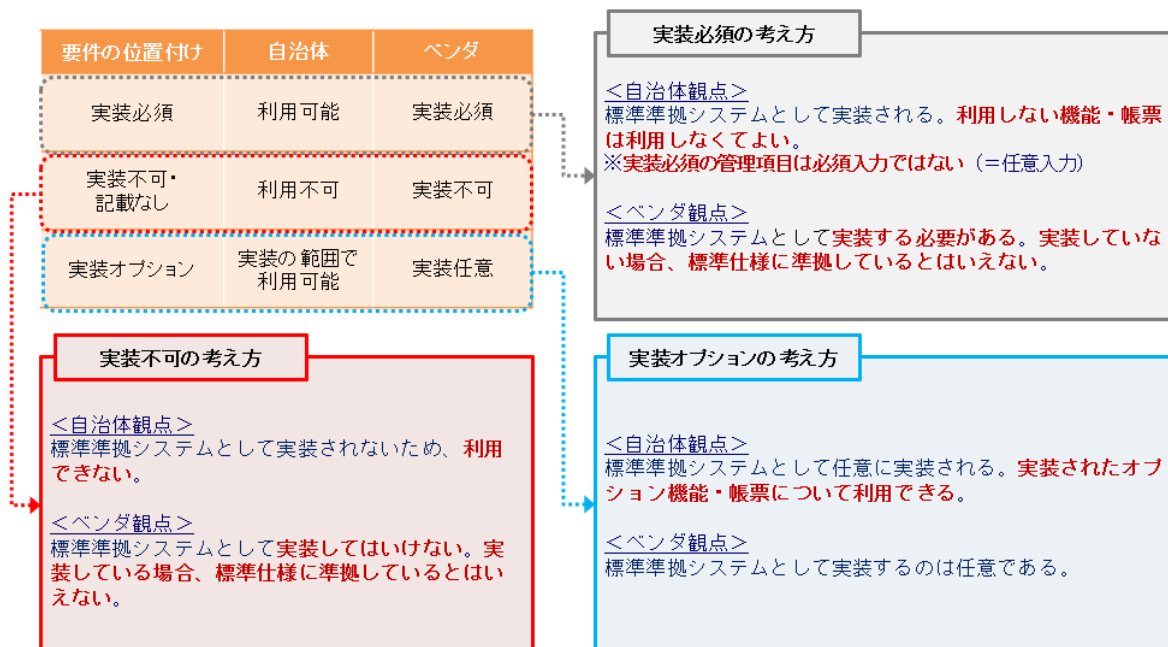 要件の位置付け 自治体 ベンダ
実装必須 利用可能 実装必須
実装不可・
記載なし
利用不可 実装不可
実装オプション
実装の範囲で
利用可能
実装任意
実装必須の考え方
＜自治体観点＞
標準準拠システムとして実装される。利用しない機能・帳票
は利用しなくてよい。
※実装必須の管理項目は必須入力ではない（＝任意入力）
＜ベンダ観点＞
標準準拠システムとして実装する必要がある。実装していな
い場合、標準仕様に準拠しているとはいえない。
実装不可の考え方
＜自治体観点＞
標準準拠システムとして実装されないため、利用
できない。
＜ベンダ観点＞
標準準拠システムとして実装してはいけない。実
装している場合、標準仕様に準拠しているとはい
えない。
実装オプションの考え方
＜自治体観点＞
標準準拠システムとして任意に実装される。実装されたオプ
ション機能・帳票について利用できる。
＜ベンダ観点＞
標準準拠システムとして実装するのは任意である。